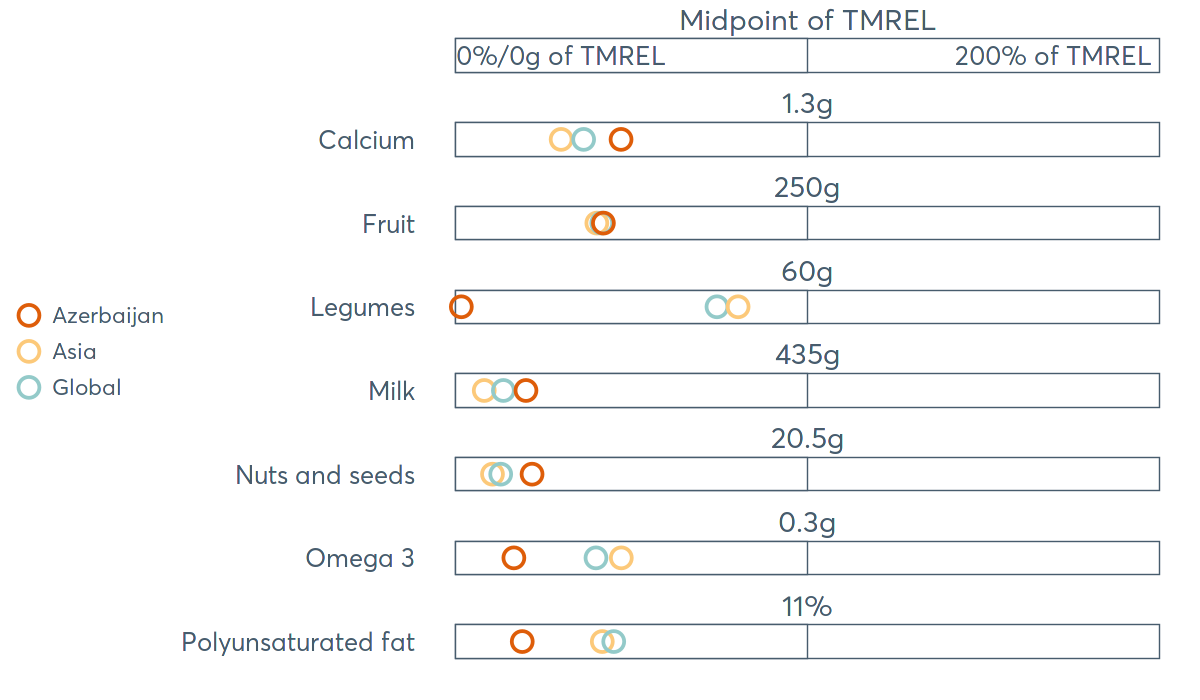 Midpoint of TMREL
0%/0g of TMREL
200% of TMREL
1.3g
Calcium
250g
Fruit
60g
Legumes
435g
Milk
20.5g
Nuts and seeds
0.3g
Omega 3
11%
Polyunsaturated fat
Azerbaijan
Asia
Global